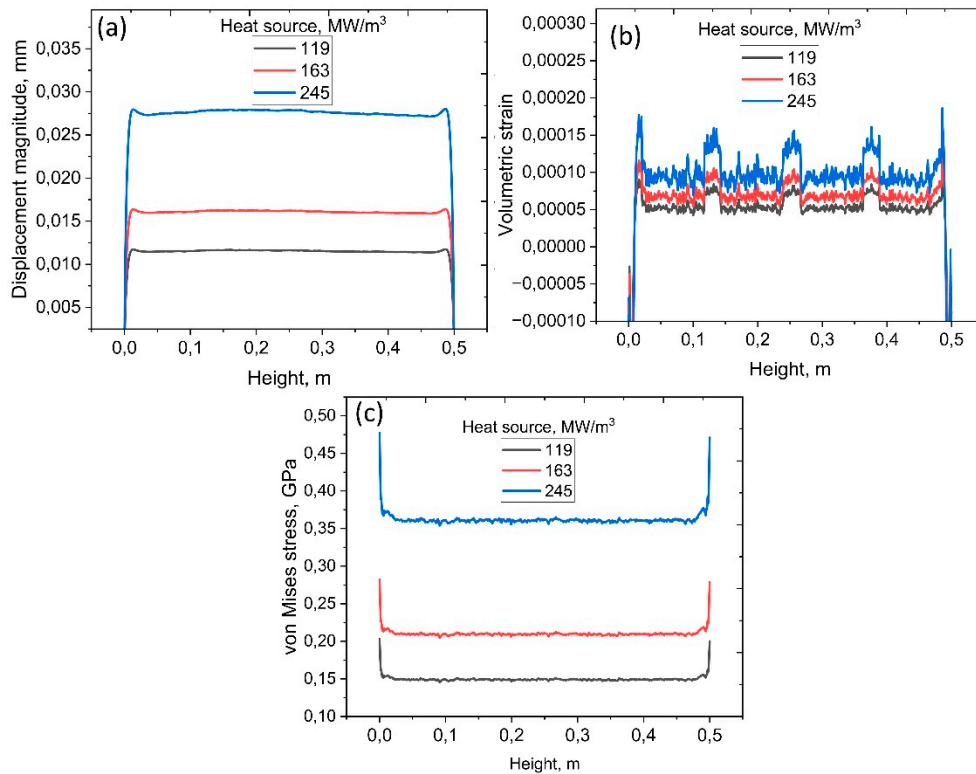 (a)
Heat source, MW/m³
119
163
245
0,035
0,030
0,025
0,020
0,015
0,010
0,005
Displacement magnitude, mm
0,0 0,1 0,2 0,3 0,4 0,5
Height, m
(b)
Heat source, MW/m³
119
163
245
0,00030
0,00025
0,00020
0,00015
0,00010
0,00005
0,00000
−0,00005
−0,00010
Volumetric strain
0,0 0,1 0,2 0,3 0,4 0,5
Height, m
(c)
Heat source, MW/m³
119
163
245
0,50
0,45
0,40
0,35
0,30
0,25
0,20
0,15
0,10
von Mises stress, GPa
0,0 0,1 0,2 0,3 0,4 0,5
Height, m